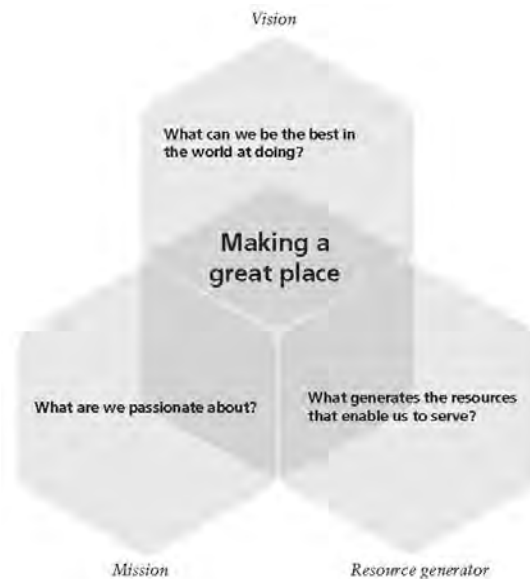 Vision
What can we be the best in
the world at doing?
Making a
great place
What are we passionate about?
What generates the resources
that enable us to serve?
Mission
Resource generator